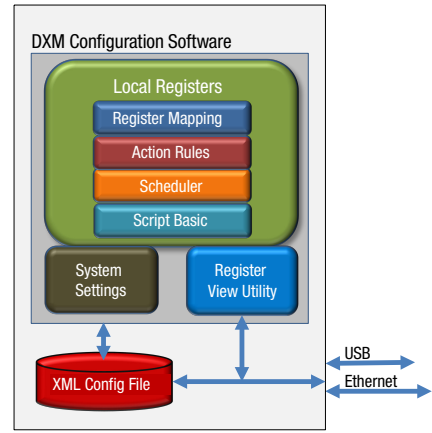 DXM Configuration Software
Local Registers
Register Mapping
Action Rules
Scheduler
Script Basic
System
Settings
Register
View Utility
XML Config File
USB
Ethernet